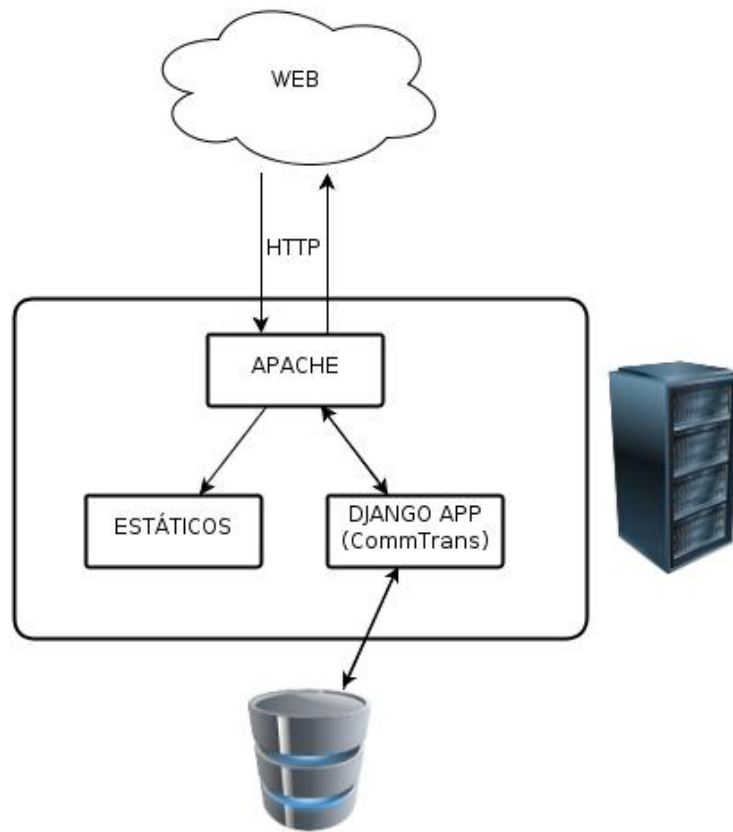 WEB
HTTP
APACHE
ESTÁTICOS
DJANGO APP
(CommTrans)